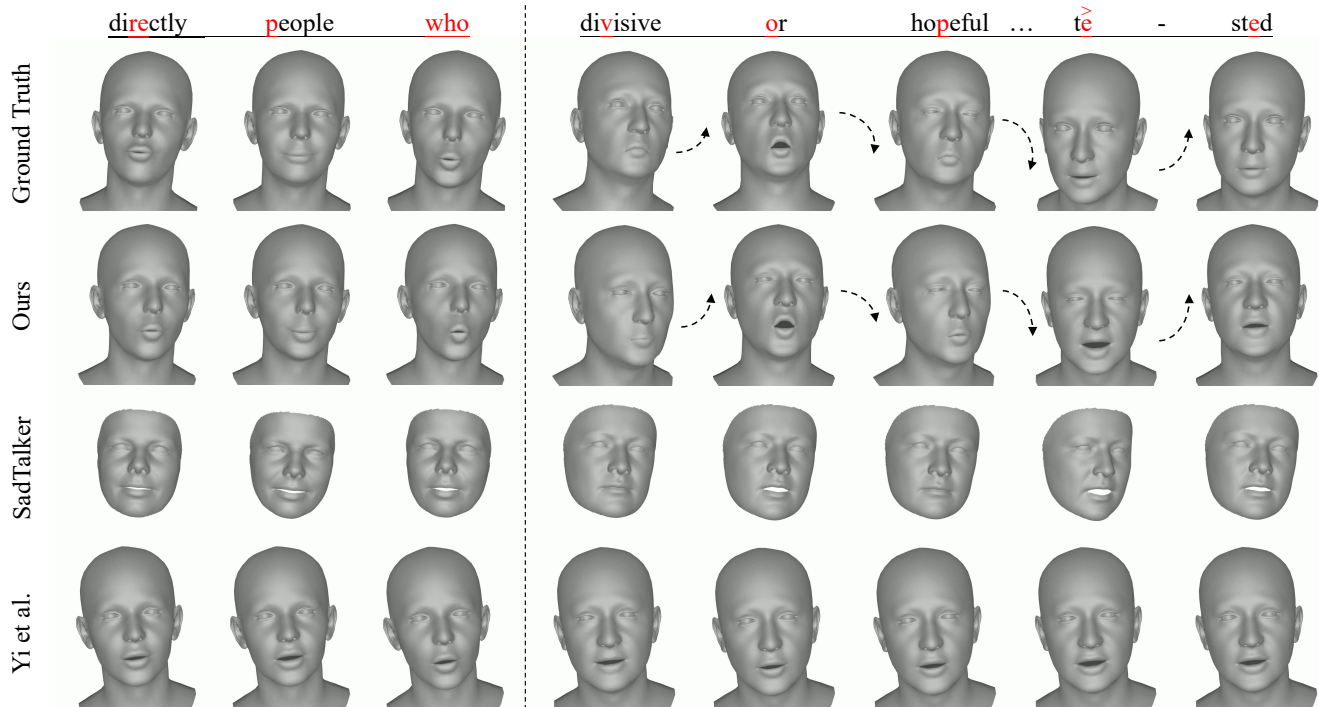 directly people who divisive or hopeful … te - sted
>
Ground Truth
Ours
SadTalker
Yi et al.